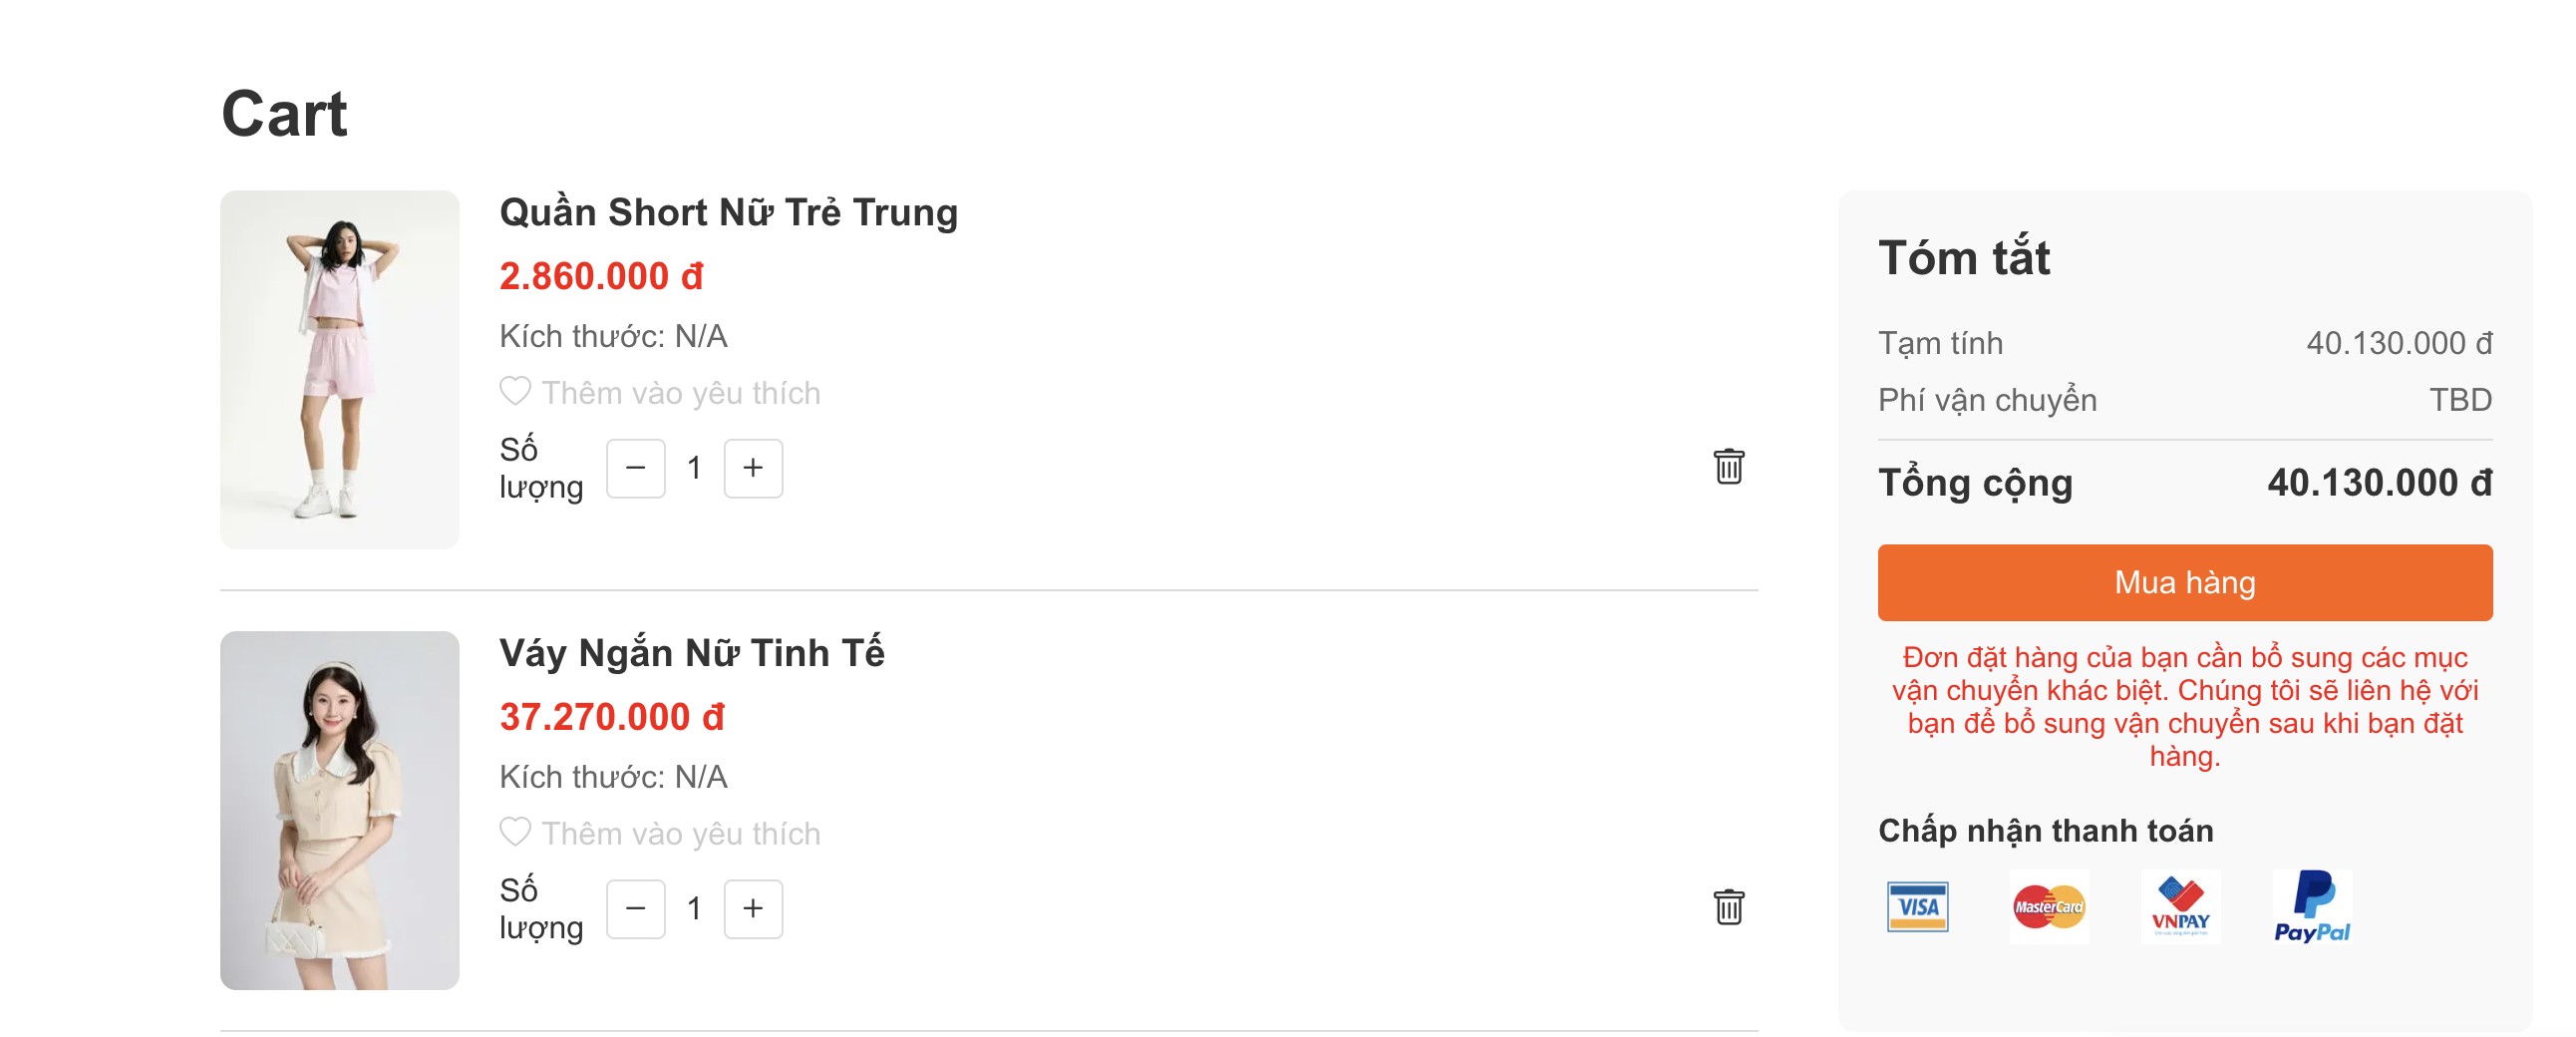 Cart
Quần Short Nữ Trẻ Trung
2.860.000 đ
Kích thước: N/A
Thêm vào yêu thích
Số
lượng
− 1 +
Váy Ngắn Nữ Tinh Tế
37.270.000 đ
Kích thước: N/A
Thêm vào yêu thích
Số
lượng
− 1 +
Tóm tắt
Tạm tính 40.130.000 đ
Phí vận chuyển TBD
Tổng cộng 40.130.000 đ
Mua hàng
Đơn đặt hàng của bạn cần bổ sung các mục
vận chuyển khác biệt. Chúng tôi sẽ liên hệ với
bạn để bổ sung vận chuyển sau khi bạn đặt
hàng.
Chấp nhận thanh toán
VISA MasterCard VNPAY PayPal